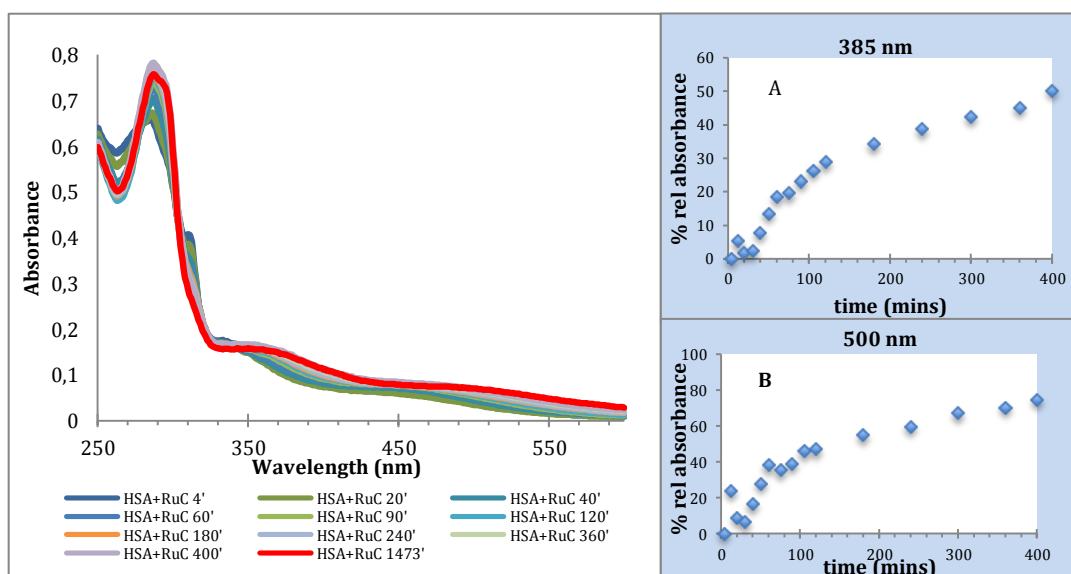 0,8
0,7
0,6
0,5
0,4
0,3
0,2
0,1
0
Absorbance
250
350
450
550
Wavelength (nm)
HSA+RuC 4' HSA+RuC 20' HSA+RuC 40'
HSA+RuC 60' HSA+RuC 90' HSA+RuC 120'
HSA+RuC 180' HSA+RuC 240' HSA+RuC 360'
HSA+RuC 400' HSA+RuC 1473'
385 nm
A
60
50
40
30
20
10
0
% rel absorbance
0 100 200 300 400
time (mins)
500 nm
B
100
80
60
40
20
0
% rel absorbance
0 100 200 300 400
time (mins)